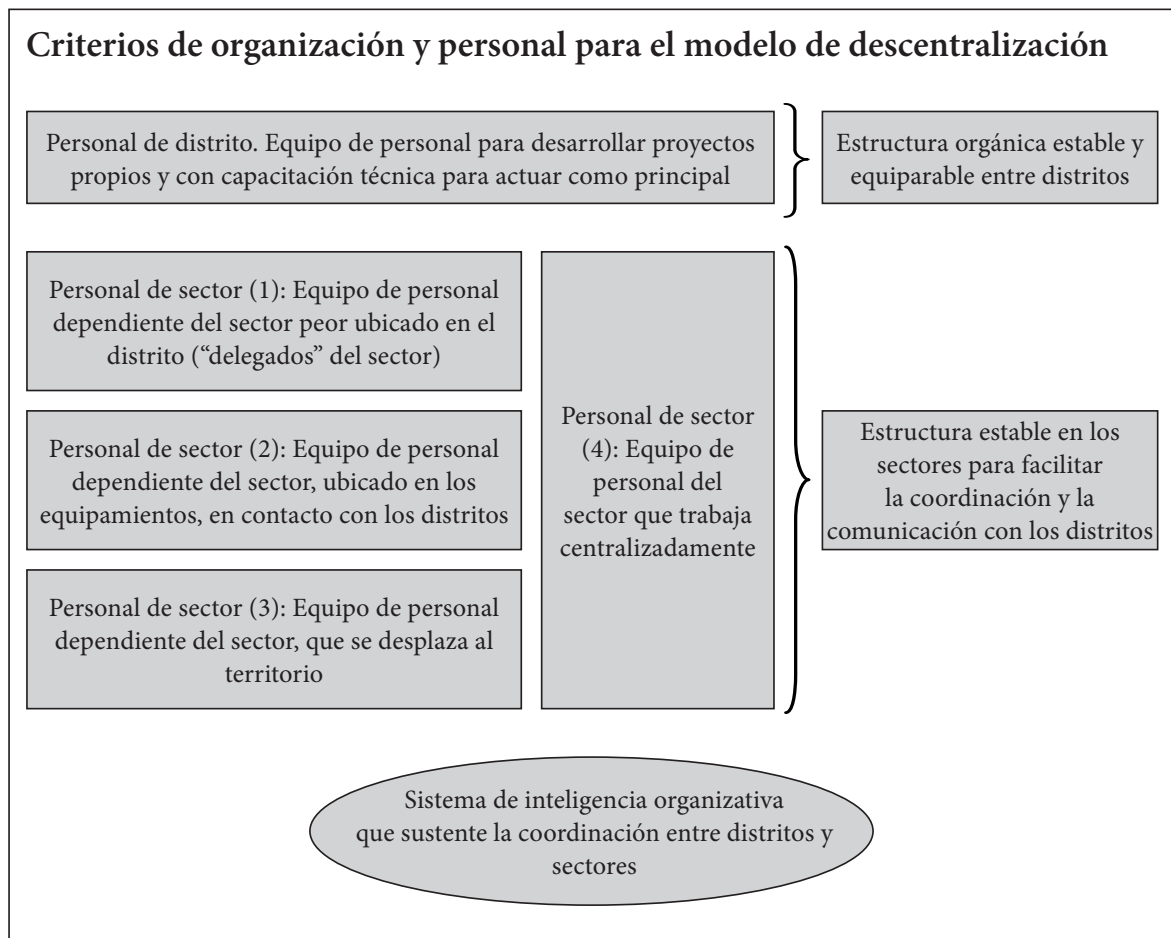 Criterios de organización y personal para el modelo de descentralización
Personal de distrito. Equipo de personal para desarrollar proyectos
propios y con capacitación técnica para actuar como principal
Estructura orgánica estable y
equiparable entre distritos
Personal de sector (1): Equipo de personal
dependiente del sector peor ubicado en el
distrito (“delegados” del sector)
Personal de sector (2): Equipo de personal
dependiente del sector, ubicado en los
equipamientos, en contacto con los distritos
Personal de sector (3): Equipo de personal
dependiente del sector, que se desplaza al
territorio
Personal de sector
(4): Equipo de
personal del
sector que trabaja
centralizadamente
Estructura estable en los
sectores para facilitar
la coordinación y la
comunicación con los distritos
Sistema de inteligencia organizativa
que sustente la coordinación entre distritos y
sectores